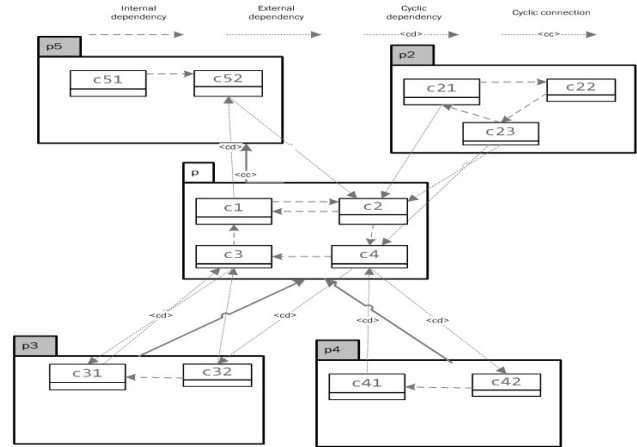 Internal dependency
External dependency
Cyclic dependency
Cyclic connection
<cd>
<cc>
p5
c51
c52
p2
c21
c22
c23
<cd>
<cc>
p
c1
c2
c3
c4
<cd>
<cd>
<cd>
<cd>
p3
c31
c32
p4
c41
c42